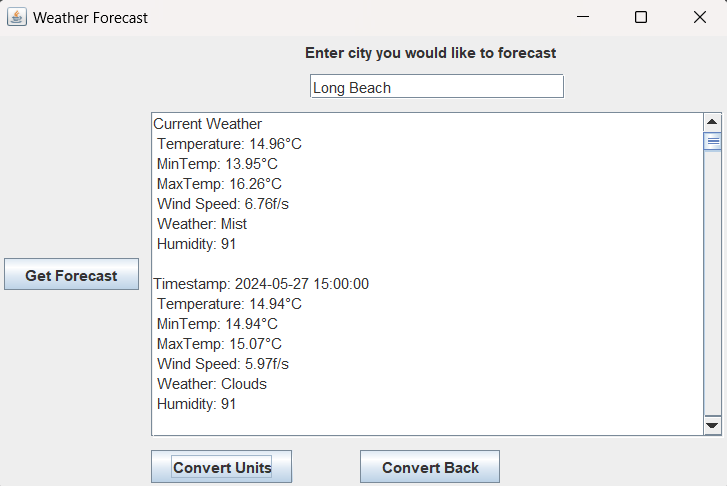 Weather Forecast
Enter city you would like to forecast
Long Beach
Current Weather
Temperature: 14.96°C
MinTemp: 13.95°C
MaxTemp: 16.26°C
Wind Speed: 6.76f/s
Weather: Mist
Humidity: 91
Get Forecast
Timestamp: 2024-05-27 15:00:00
Temperature: 14.94°C
MinTemp: 14.94°C
MaxTemp: 15.07°C
Wind Speed: 5.97f/s
Weather: Clouds
Humidity: 91
Convert Units
Convert Back